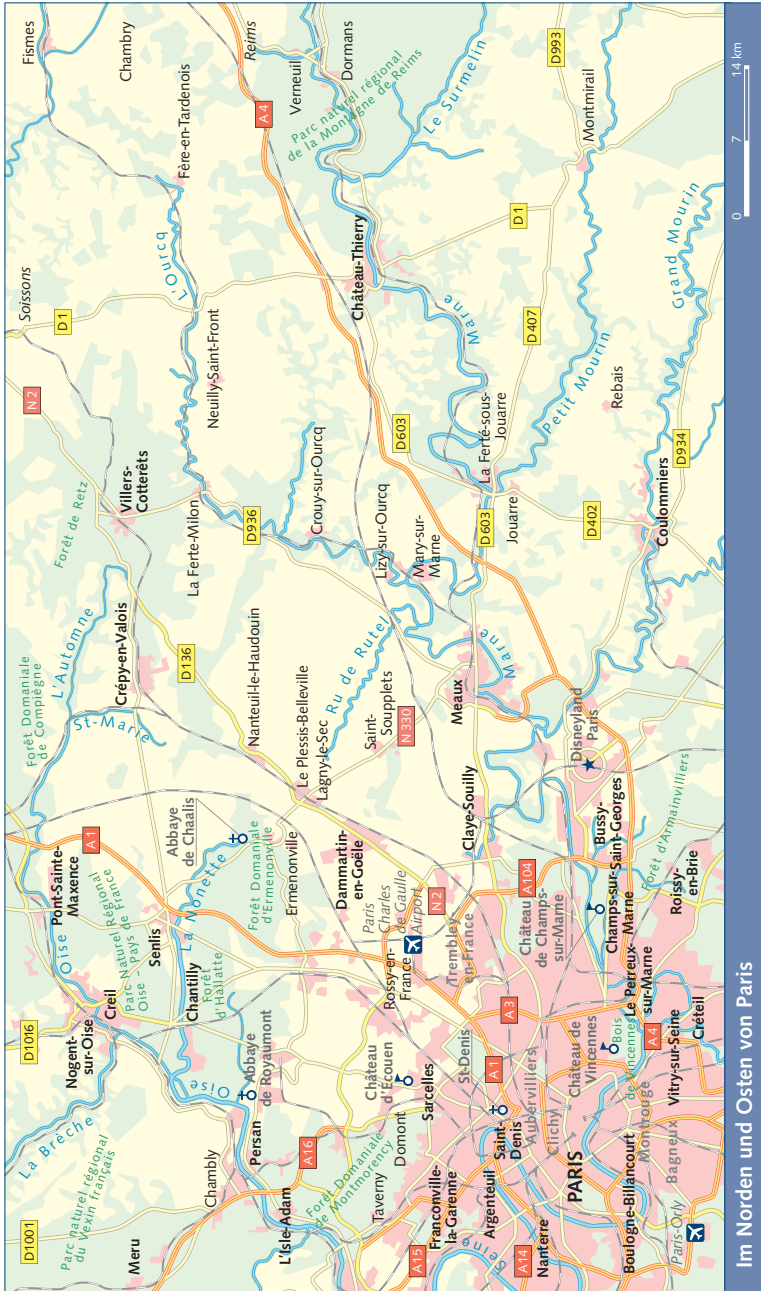 D1001
Parc naturel régional
du Vexin français
Meru
La Brèche
Chambly
L'Isle-Adam
A16
Persan
Oise
Abbaye
de Royaumont
Forêt Domaniale
de Montmorency
Taverny
Domont
Franconville-
la-Garenne
A15
Seine
A14
Nanterre
Argenteuil
Sarcelles
Château
d'Écouen
St-Denis
Saint-
Denis
A1
Aubervilliers
Clichy
PARIS
Boulogne-Billancourt
Montrouge
Bagneux
Paris-Orly
Château de
Vincennes
Bois
de Vincennes
A4
Vitry-sur-Seine
Créteil
Le Perreux-
sur-Marne
A3
D1016
Nogent-
sur-Oise
Creil
Oise
Pont-Sainte-
Maxence
A1
Parc Naturel Régional
Oise - Pays de France
Senlis
Chantilly
Forêt
d'Hallatte
La Nonette
Abbaye
de Chaalis
Forêt Domaniale
d'Ermenonville
Ermenonville
Dammartin-
en-Goële
Paris
Charles
de Gaulle
Airport
Rossy-en-
France
N2
Trembley-
en-France
A104
Château
de Champs-
sur-Marne
Champs-sur-
Marne
Bussy-
Saint-Georges
Roissy-
en-Brie
Forêt d'Armainvilliers
Disneyland
Paris
Claye-Souilly
Forêt Domaniale
de Compiègne
L'Automne
St-Marie
Crépy-en-Valois
D136
Nanteuil-le-Haudouin
Le Plessis-Belleville
Lagny-le-Sec
Ru de Rutel
Saint-
Soupplets
N330
Meaux
Marne
Forêt de Retz
Villers-
Cotterêts
N2
Soissons
D1
L'Ourcq
La Ferte-Milon
Neuilly-Saint-Front
D936
Crouy-sur-Ourcq
Lizy-sur-Ourcq
Mary-sur-
Marne
D603
D603
La Ferté-sous-
Jouarre
Jouarre
D402
Coulommiers
D934
Rebais
Petit Mourin
D407
Marne
Château-Thierry
D1
Grand Mourin
Fismes
Chambry
Fère-en-Tardenois
Reims
A4
Verneuil
Dormans
Parc naturel régional
de la Montagne de Reims
Le Surmelin
D993
Montmirail
Im Norden und Osten von Paris
0 7 14 km